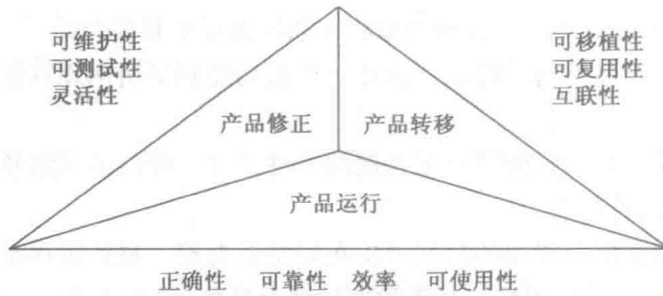 可维护性
可测试性
灵活性
可移植性
可复用性
互联性
产品修正 产品转移
产品运行
正确性 可靠性 效率 可使用性